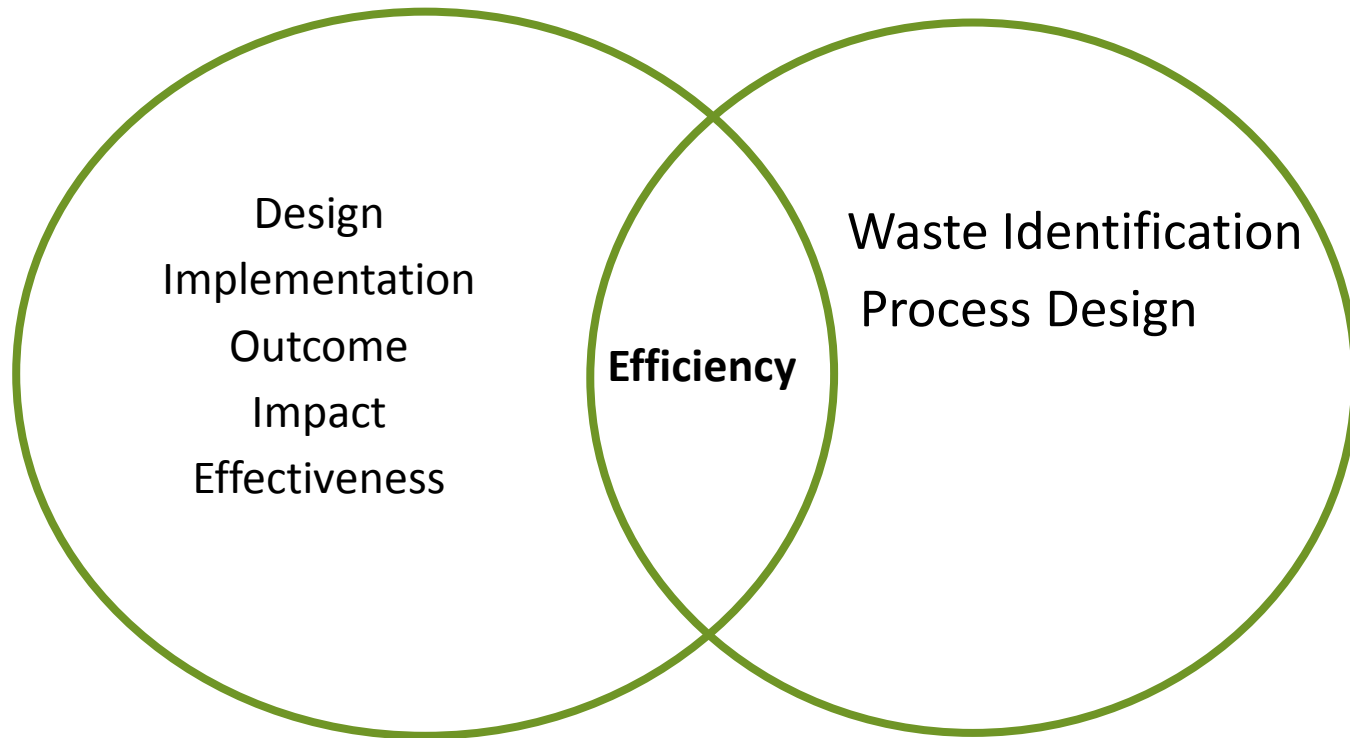 Design
Implementation
Outcome
Impact
Effectiveness
Efficiency
Waste Identification
Process Design